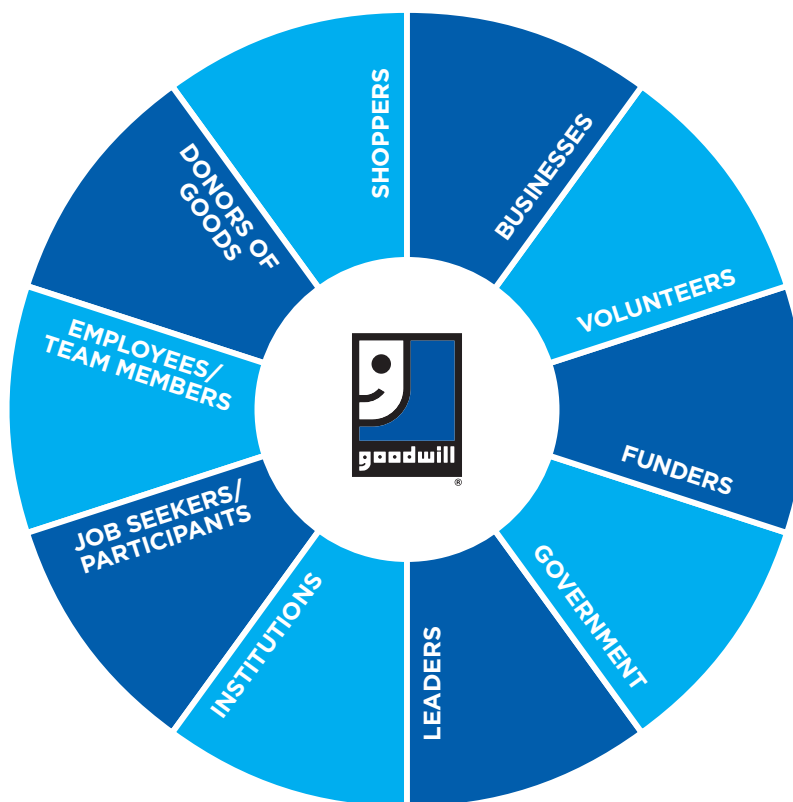 SHOPPERS
BUSINESSES
VOLUNTEERS
FUNDERS
GOVERNMENT
LEADERS
INSTITUTIONS
JOB SEEKERS/
PARTICIPANTS
EMPLOYEES/
TEAM MEMBERS
DONORS OF
GOODS
goodwill
®